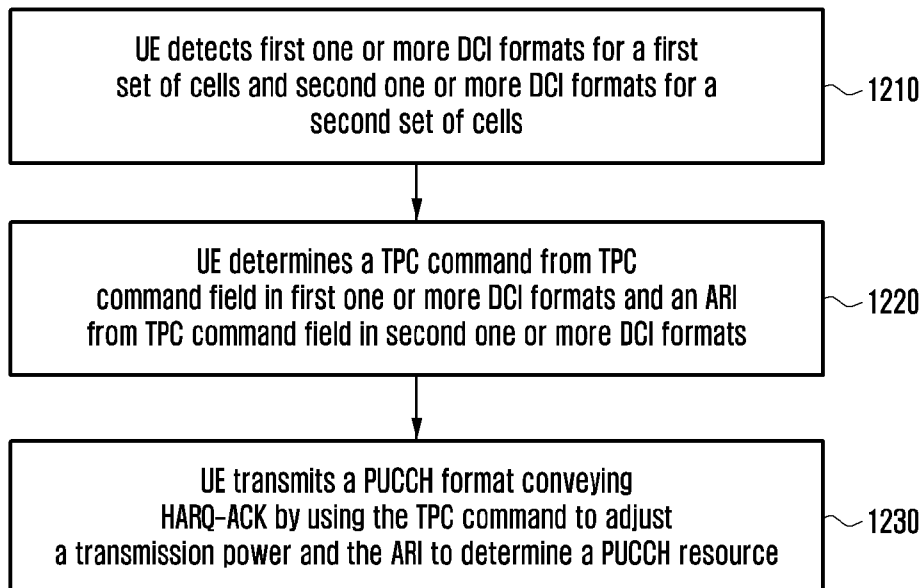 UE detects first one or more DCI formats for a first
set of cells and second one or more DCI formats for a
second set of cells
1210
UE determines a TPC command from TPC
command field in first one or more DCI formats and an ARI
from TPC command field in second one or more DCI formats
1220
UE transmits a PUCCH format conveying
HARQ-ACK by using the TPC command to adjust
a transmission power and the ARI to determine a PUCCH resource
1230